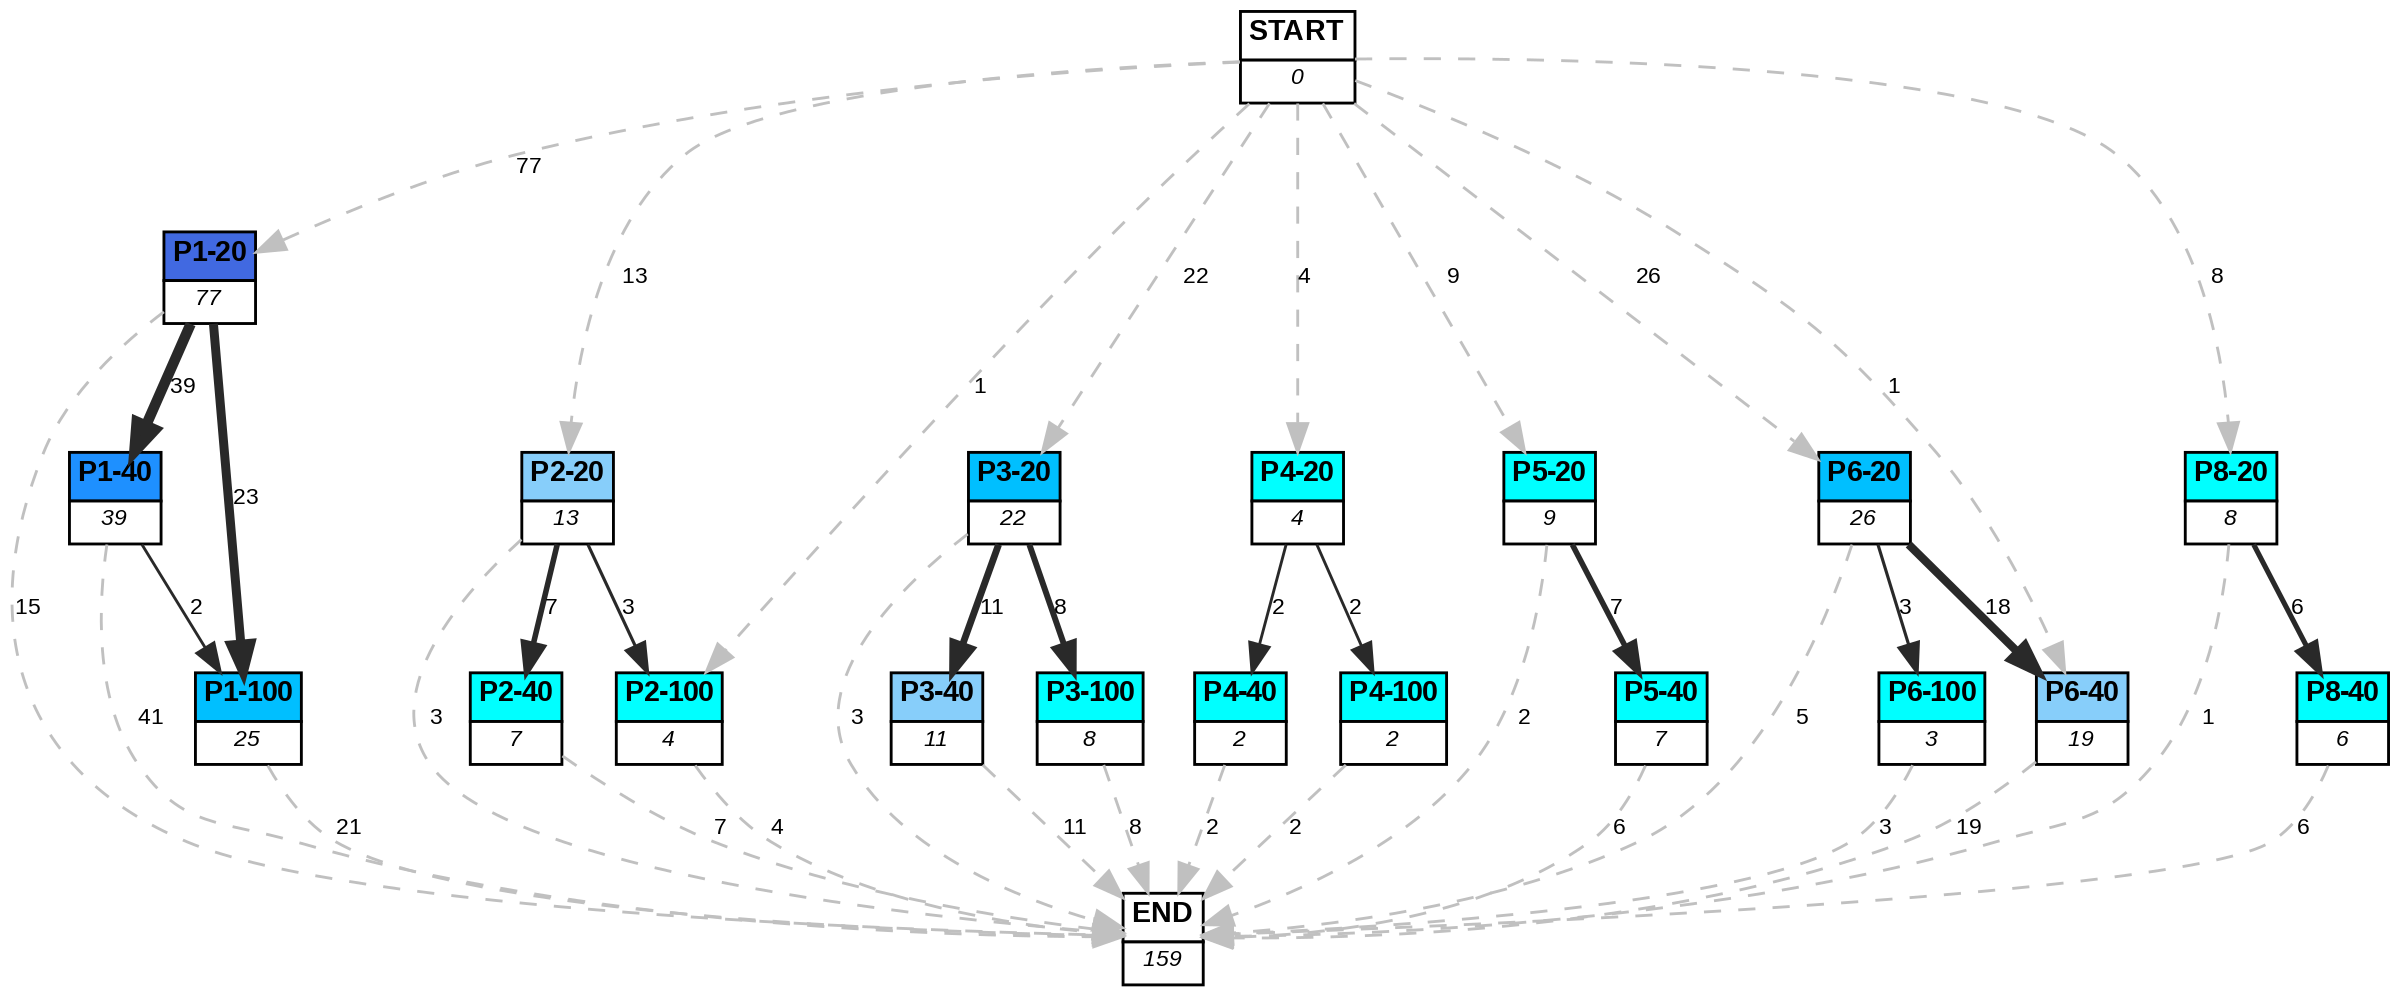 START
0
77
P1-20
77
13
22
4
9
26
8
39
1
1
P1-40
39
23
P2-20
13
P3-20
22
P4-20
4
P5-20
9
P6-20
26
P8-20
8
15
2
7
3
11
8
2
2
7
3
18
6
41
P1-100
25
3
P2-40
7
P2-100
4
3
P3-40
11
P3-100
8
P4-40
2
P4-100
2
2
P5-40
7
5
P6-100
3
P6-40
19
1
P8-40
6
21
7
4
11
8
2
2
6
3
19
6
END
159